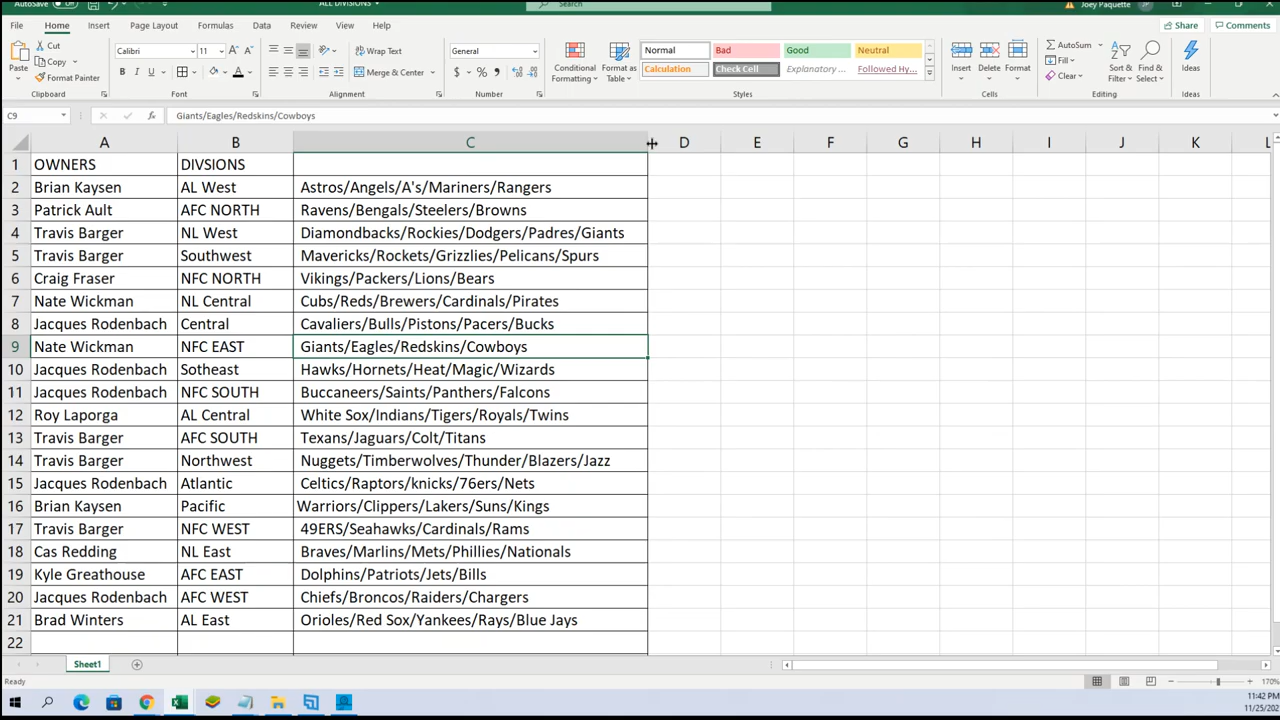 AutoSave
ALL DIVISIONS
Search
Joey Paquette JP
File Home Insert Page Layout Formulas Data Review View Help Share Comments
Paste Cut Copy Format Painter Clipboard
Calibri 11 A A B I U A Font
Wrap Text Merge & Center Alignment
General $ % Number
Conditional Formatting Format as Table
Normal Bad Good Neutral
Calculation Check Cell Explanatory ... Followed Hy...
Styles
Insert Delete Format Cells
AutoSum Fill Clear Sort & Filter Find & Select Editing
Ideas Ideas
C9 fx Giants/Eagles/Redskins/Cowboys
A B C D E F G H I J K L
1 OWNERS DIVSIONS
2 Brian Kaysen AL West Astros/Angels/A's/Mariners/Rangers
3 Patrick Ault AFC NORTH Ravens/Bengals/Steelers/Browns
4 Travis Barger NL West Diamondbacks/Rockies/Dodgers/Padres/Giants
5 Travis Barger Southwest Mavericks/Rockets/Grizzlies/Pelicans/Spurs
6 Craig Fraser NFC NORTH Vikings/Packers/Lions/Bears
7 Nate Wickman NL Central Cubs/Reds/Brewers/Cardinals/Pirates
8 Jacques Rodenbach Central Cavaliers/Bulls/Pistons/Pacers/Bucks
9 Nate Wickman NFC EAST Giants/Eagles/Redskins/Cowboys
10 Jacques Rodenbach Sotheast Hawks/Hornets/Heat/Magic/Wizards
11 Jacques Rodenbach NFC SOUTH Buccaneers/Saints/Panthers/Falcons
12 Roy Laporga AL Central White Sox/Indians/Tigers/Royals/Twins
13 Travis Barger AFC SOUTH Texans/Jaguars/Colt/Titans
14 Travis Barger Northwest Nuggets/Timberwolves/Thunder/Blazers/Jazz
15 Jacques Rodenbach Atlantic Celtics/Raptors/knicks/76ers/Nets
16 Brian Kaysen Pacific Warriors/Clippers/Lakers/Suns/Kings
17 Travis Barger NFC WEST 49ERS/Seahawks/Cardinals/Rams
18 Cas Redding NL East Braves/Marlins/Mets/Phillies/Nationals
19 Kyle Greathouse AFC EAST Dolphins/Patriots/Jets/Bills
20 Jacques Rodenbach AFC WEST Chiefs/Broncos/Raiders/Chargers
21 Brad Winters AL East Orioles/Red Sox/Yankees/Rays/Blue Jays
22
Sheet1
Ready 170%
11:42 PM
11/25/202